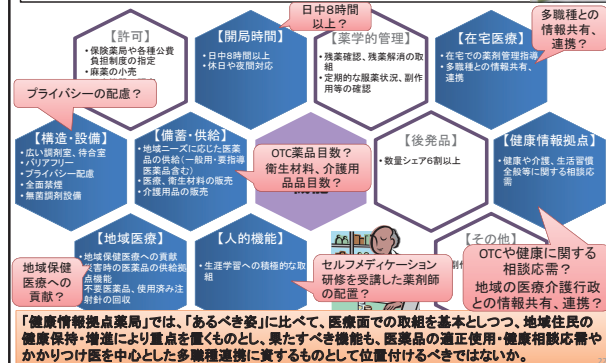 日中8時間
以上？
多職種との
情報共有、
連携？
【許可】
・保険薬局や各種公費
負担制度の指定
・麻薬の小売
【開局時間】
・日中8時間以上
・休日や夜間対応
【薬学的管理】
・残薬確認、残薬解消の取
組
・定期的な服薬状況、副作
用等の確認
【在宅医療】
・在宅での薬剤管理指導
・多職種との情報共有、
連携
プライバシーの配慮？
【構造・設備】
・広い調剤室、待合室
・バリアフリー
・プライバシー配慮
・全面禁煙
・無菌調剤設備
【備蓄・供給】
・地域ニーズに応じた医薬
品の供給（一般用・要指導
医薬品含む）
・医療、衛生材料の販売
・介護用品の販売
OTC薬品目数？
衛生材料、介護用
品品目数？
【後発品】
・数量シェア6割以上
【健康情報拠点】
・健康や介護、生活習慣
全般等に関する相談応
需
【地域医療】
・地域保健医療への貢献
・災害時の医薬品の供給拠
点機能
・不要医薬品、使用済み注
射針の回収
地域保健
医療への
貢献？
【人的機能】
・生涯学習への積極的な取
組
セルフメディケーション
研修を受講した薬剤師
の配置？
【その他】
OTCや健康に関する
相談応需？
地域の医療介護行政
との情報共有、連携？
「健康情報拠点薬局」では、「あるべき姿」に比べて、医療面での取組を基本としつつ、地域住民の
健康保持・増進により重点を置くものとし、果たすべき機能も、医薬品の適正使用・健康相談応需や
かかりつけ医を中心とした多職種連携に資するものとして位置付けるべきではないか。